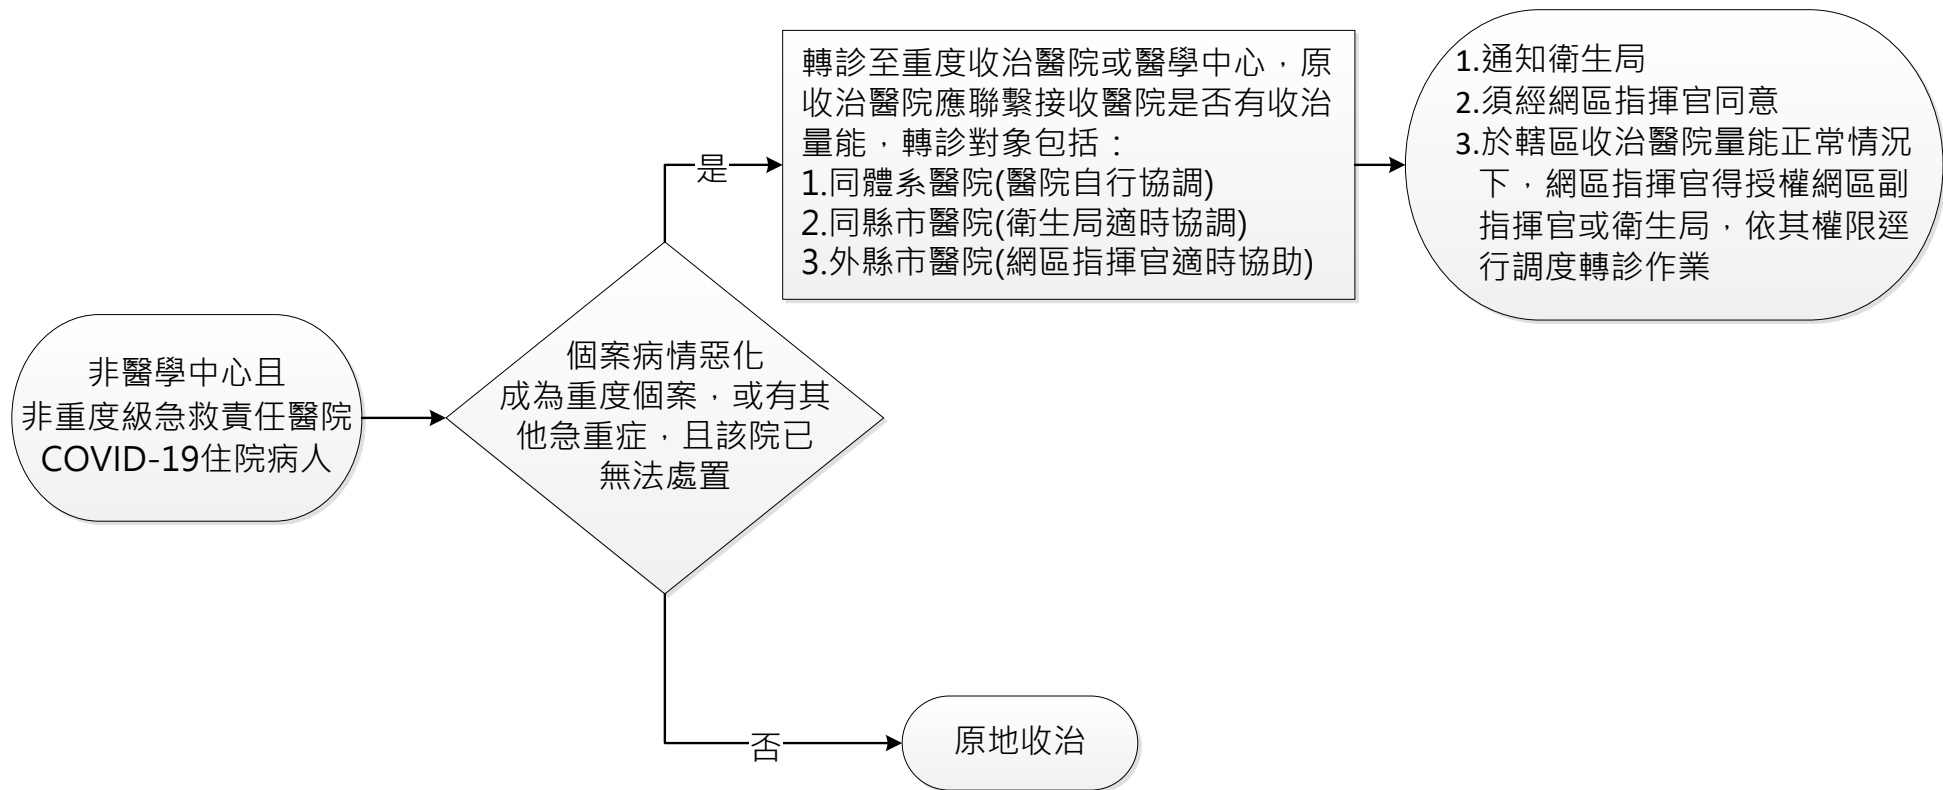 非醫學中心且
非重度級急救責任醫院
COVID-19住院病人
個案病情惡化
成為重度個案，或有其
他急重症，且該院已
無法處置
是
轉診至重度收治醫院或醫學中心，原
收治醫院應聯繫接收醫院是否有收治
量能，轉診對象包括：
1.同體系醫院(醫院自行協調)
2.同縣市醫院(衛生局適時協調)
3.外縣市醫院(網區指揮官適時協助)
1.通知衛生局
2.須經網區指揮官同意
3.於轄區收治醫院量能正常情況
下，網區指揮官得授權網區副
指揮官或衛生局，依其權限逕
行調度轉診作業
否
原地收治